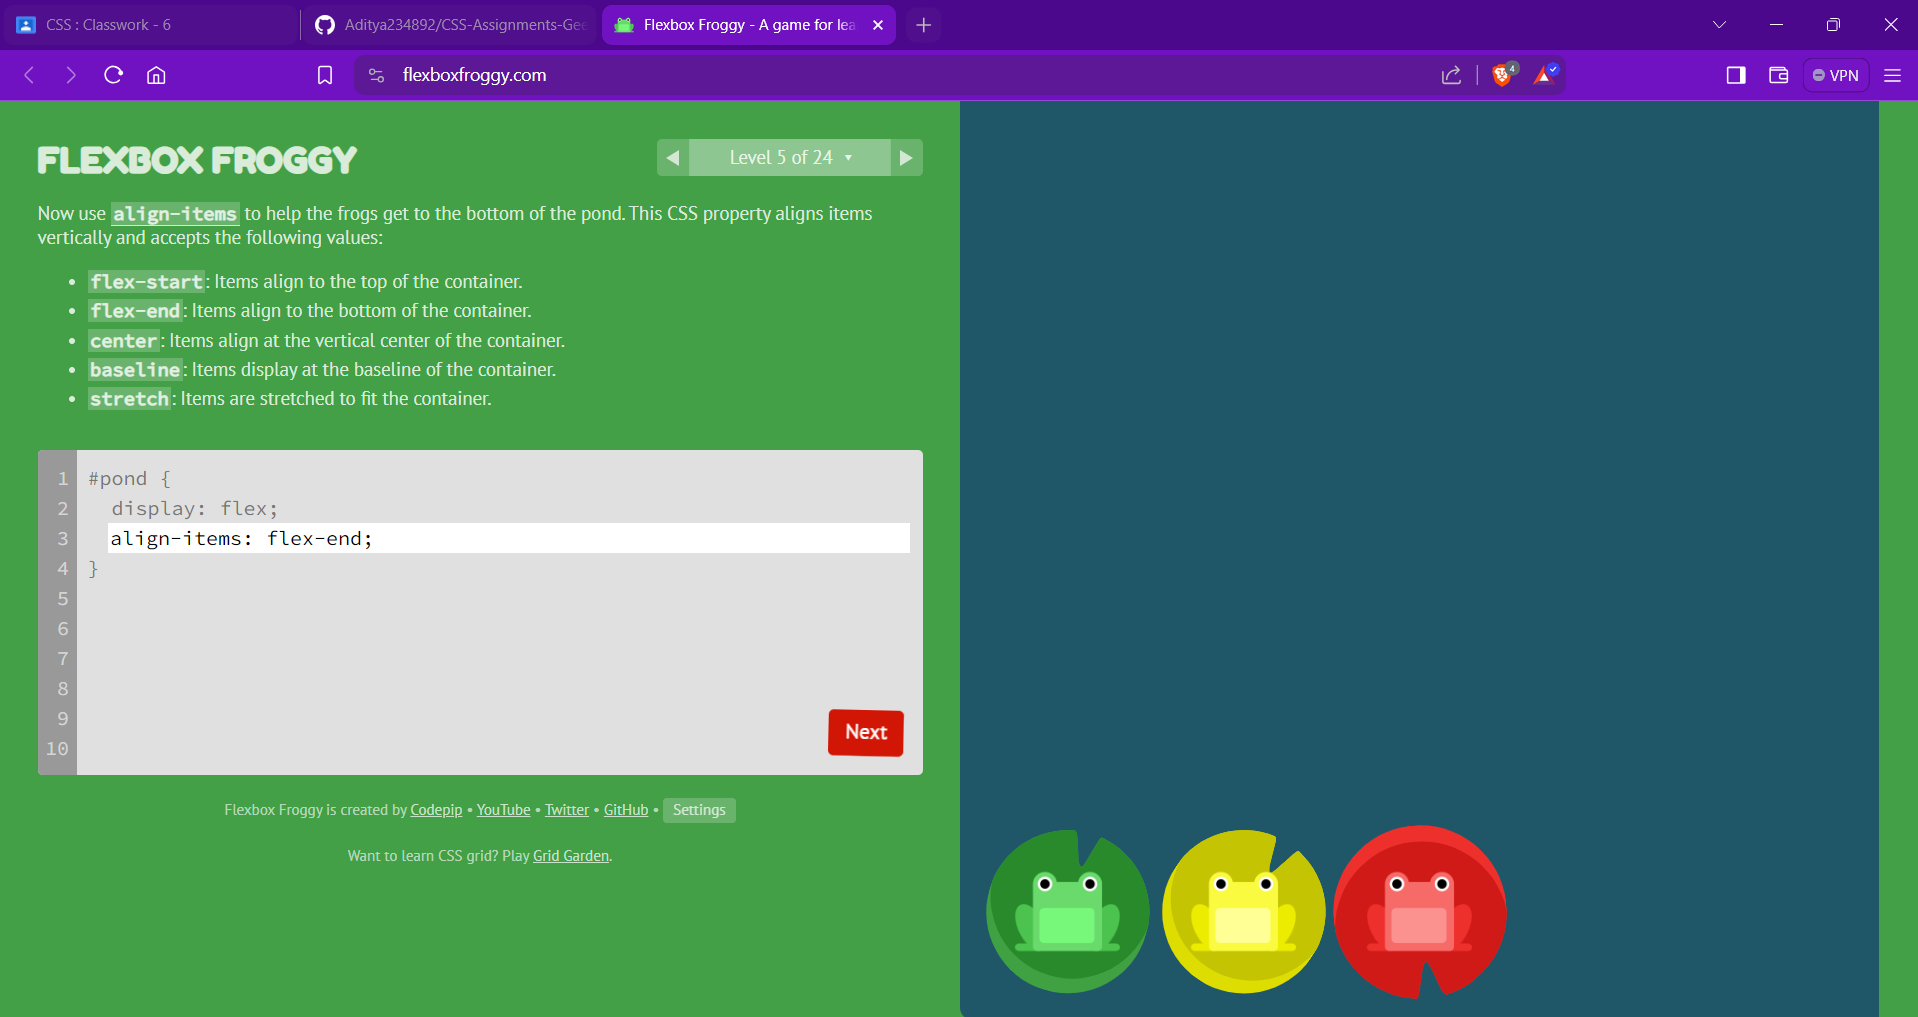 CSS : Classwork - 6
Aditya234892/CSS-Assignments-Gee
Flexbox Froggy - A game for lea
flexboxfroggy.com
4
VPN
FLEXBOX FROGGY
Level 5 of 24
Now use align-items to help the frogs get to the bottom of the pond. This CSS property aligns items
vertically and accepts the following values:
• flex-start: Items align to the top of the container.
• flex-end: Items align to the bottom of the container.
• center: Items align at the vertical center of the container.
• baseline: Items display at the baseline of the container.
• stretch: Items are stretched to fit the container.
1 #pond {
2 display: flex;
3 align-items: flex-end;
4 }
5
6
7
8
9
10
Next
Flexbox Froggy is created by Codepip • YouTube • Twitter • GitHub • Settings
Want to learn CSS grid? Play Grid Garden.